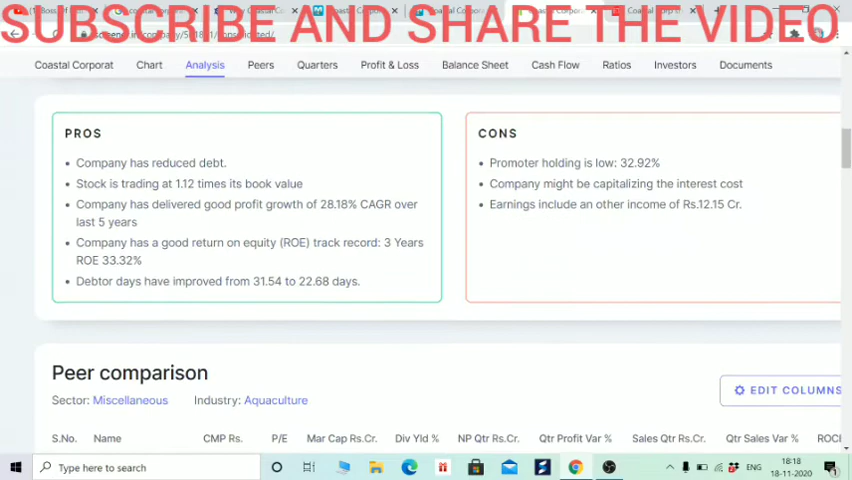 SUBSCRIBE AND SHARE THE VIDEO
Coastal Corporat Chart Analysis Peers Quarters Profit & Loss Balance Sheet Cash Flow Ratios Investors Documents
PROS
• Company has reduced debt.
• Stock is trading at 1.12 times its book value
• Company has delivered good profit growth of 28.18% CAGR over
last 5 years
• Company has a good return on equity (ROE) track record: 3 Years
ROE 33.32%
• Debtor days have improved from 31.54 to 22.68 days.
CONS
• Promoter holding is low: 32.92%
• Company might be capitalizing the interest cost
• Earnings include an other income of Rs.12.15 Cr.
Peer comparison
Sector: Miscellaneous Industry: Aquaculture
EDIT COLUMNS
S.No. Name CMP Rs. P/E Mar Cap Rs.Cr. Div Yld % NP Qtr Rs.Cr. Qtr Profit Var % Sales Qtr Rs.Cr. Qtr Sales Var % ROCE
Type here to search
ENG
18:18
18-11-2020